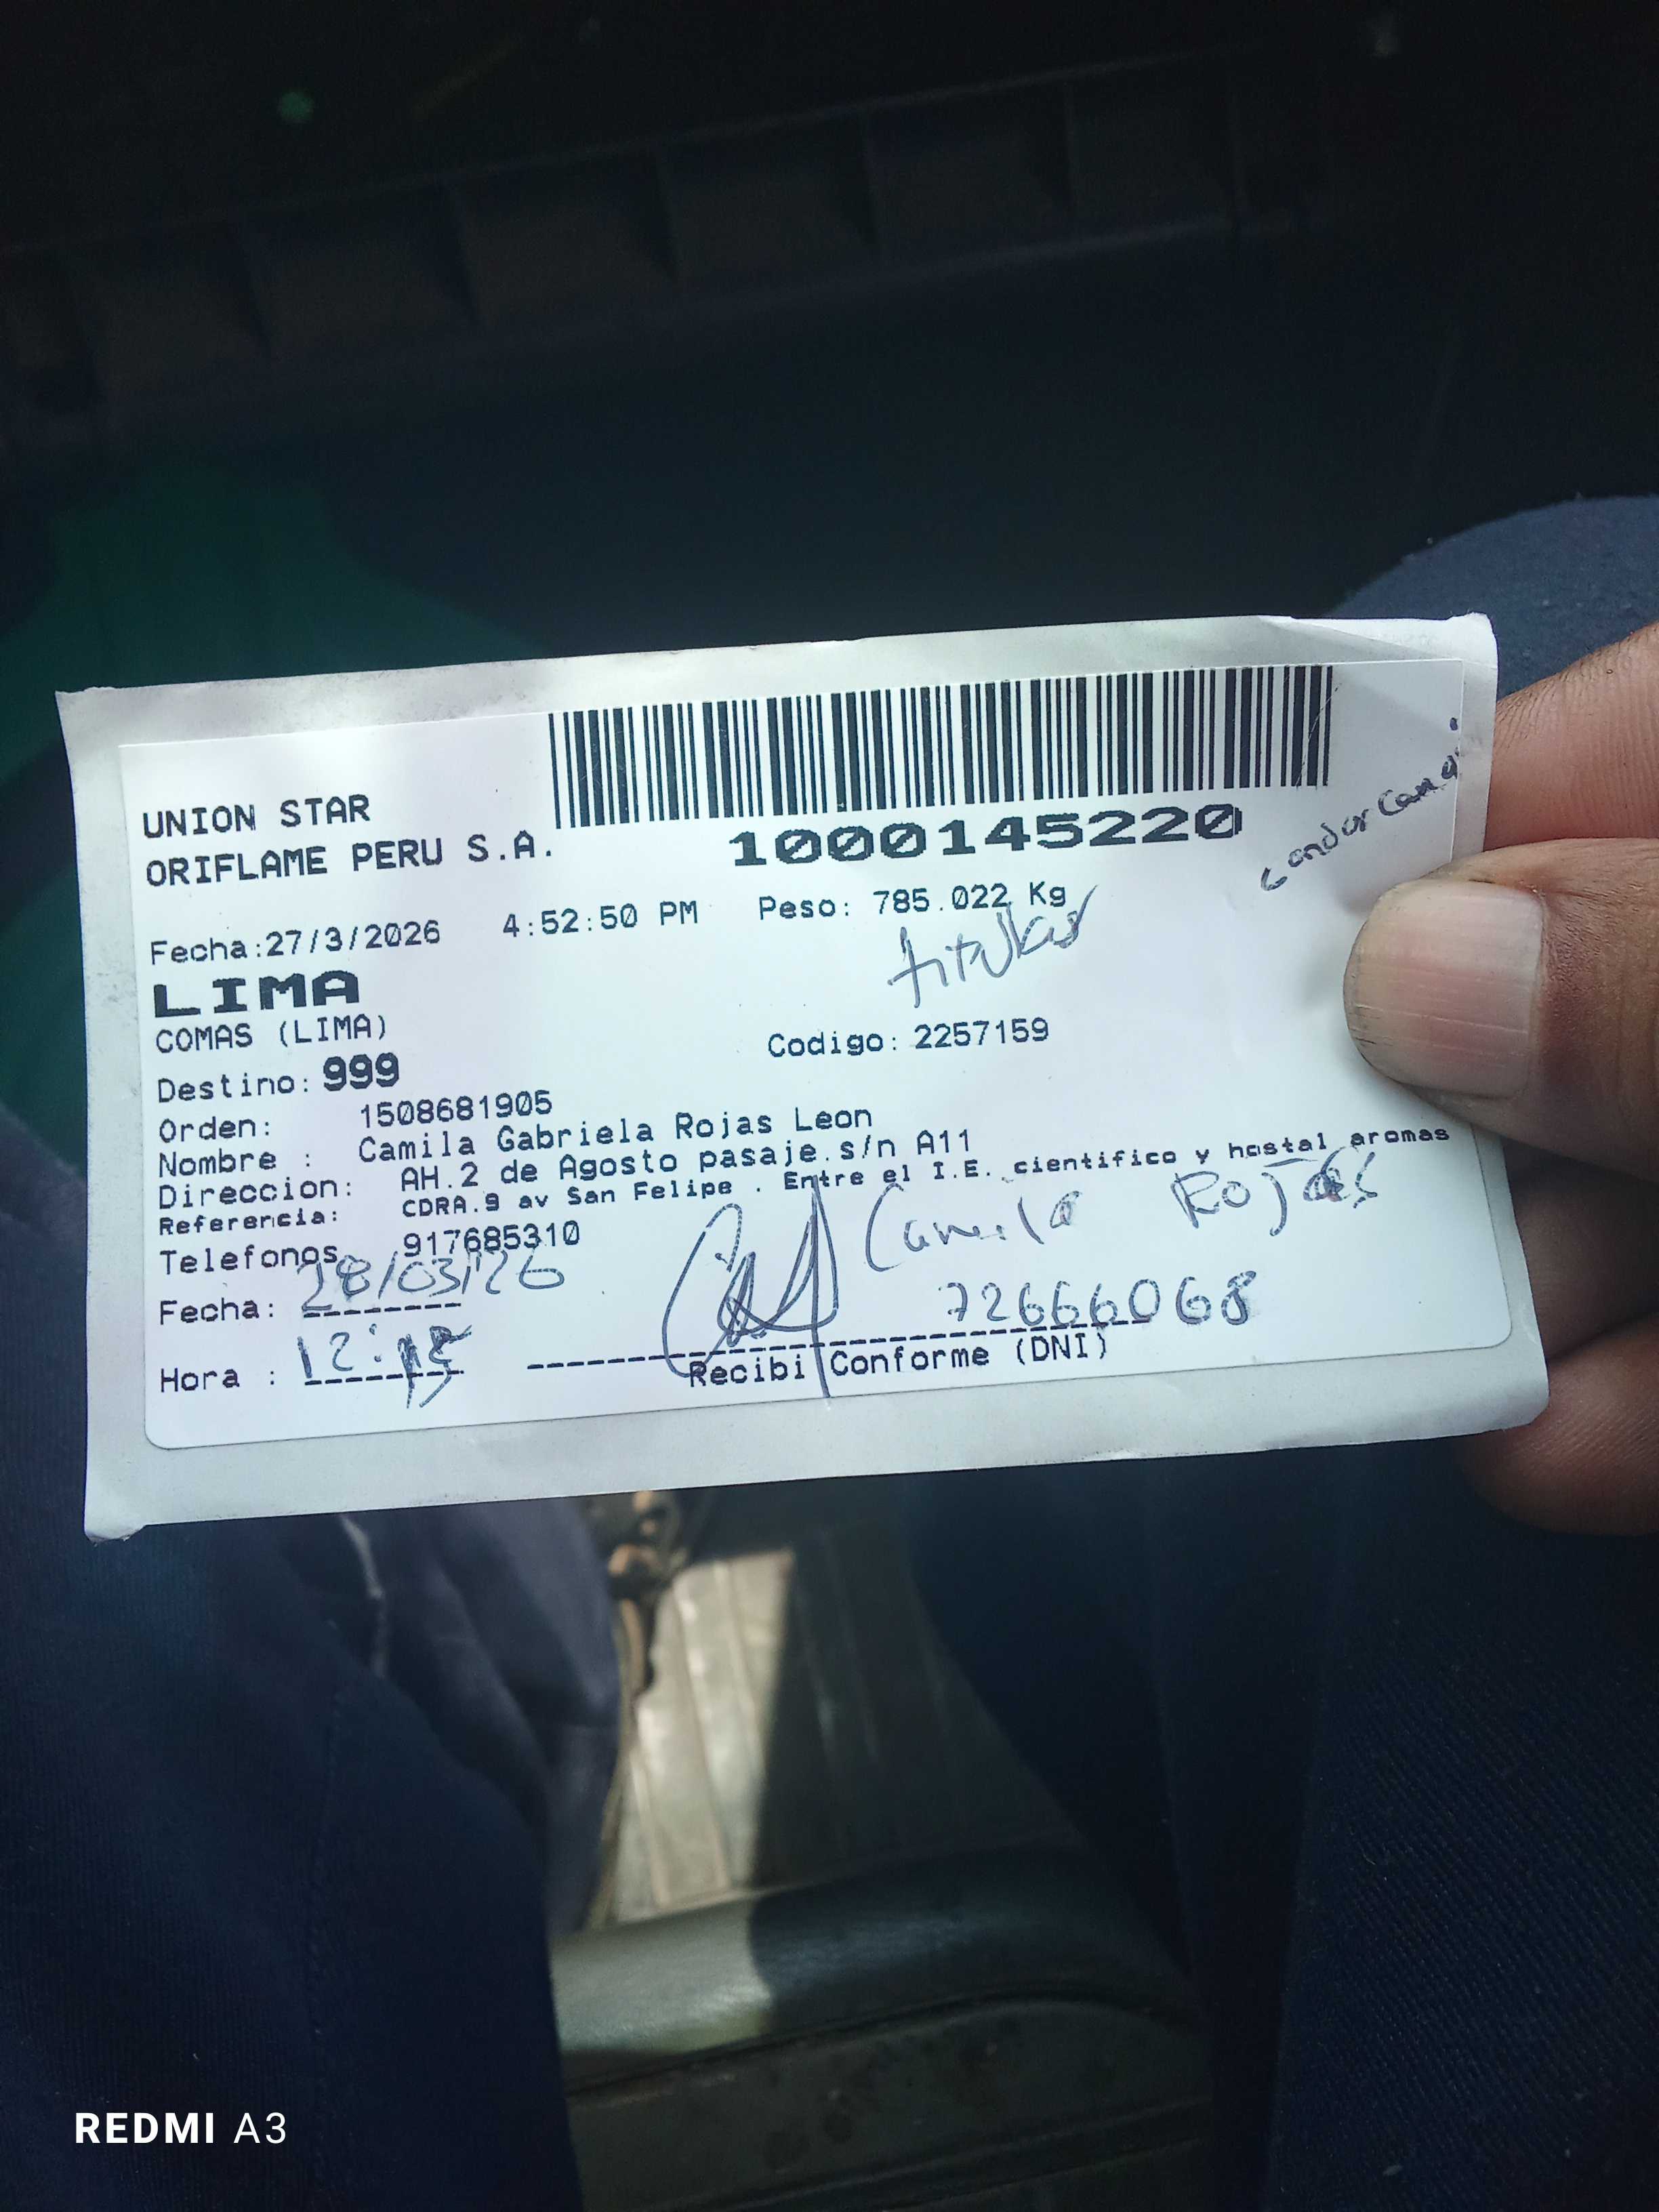 UNION STAR
ORIFLAME PERU S.A.
1000145220
Fecha:27/3/2026 4:52:50 PM Peso: 785.022 Kg
titular
LIMA
COMAS (LIMA)
Codigo: 2257159
Destino: 999
Orden: 1508681905
Nombre : Camila Gabriela Rojas Leon
Direccion: AH.2 de Agosto pasaje.s/n A11
Referencia: CDRA.9 av San Felipe . Entre el I.E. cientifico y hostal aromas
Telefonos 917685310
Camila Rojas
Fecha: 28/03/26
72666068
Hora : 12:
Recibi Conforme (DNI)
REDMI A3